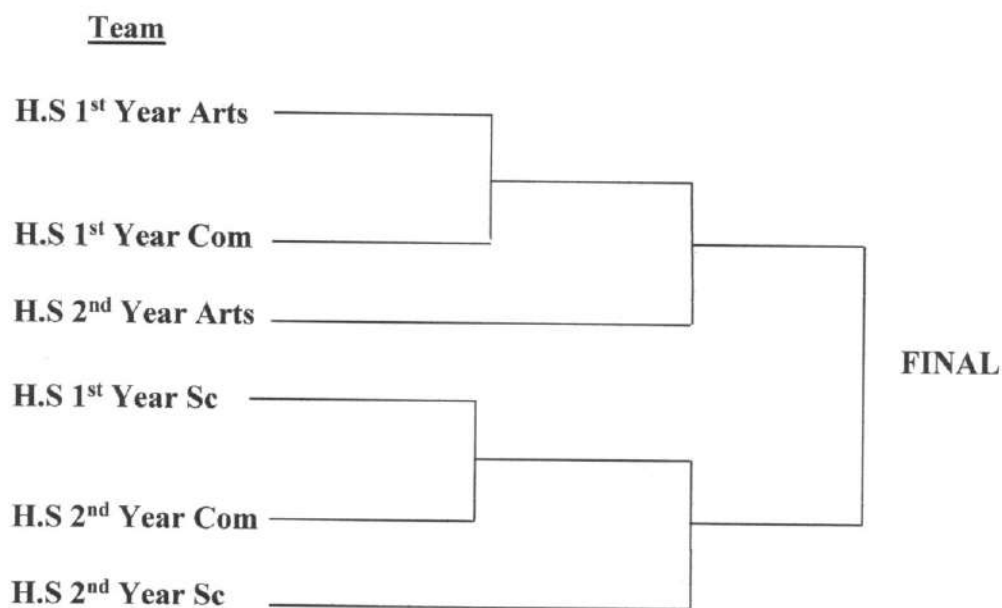 Team
H.S 1st Year Arts
H.S 1st Year Com
H.S 2nd Year Arts
FINAL
H.S 1st Year Sc
H.S 2nd Year Com
H.S 2nd Year Sc